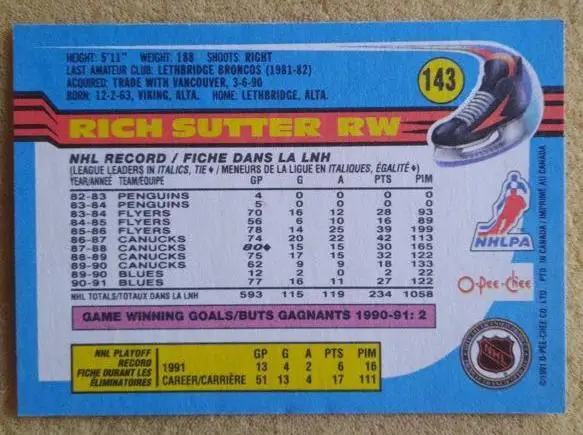 HEIGHT: 5'11" WEIGHT: 188 SHOOTS: RIGHT
LAST AMATEUR CLUB: LETHBRIDGE BRONCOS (1981-82)
ACQUIRED: TRADE WITH VANCOUVER, 3-6-90
BORN: 12-2-63, VIKING, ALTA. HOME: LETHBRIDGE, ALTA.
143
RICH SUTTER RW
NHL RECORD / FICHE DANS LA LNH
(LEAGUE LEADERS IN ITALICS, TIE ♦ / MENEURS DE LA LIGUE EN ITALIQUES, ÉGALITÉ ♦)
YEAR/ANNÉE TEAM/ÉQUIPE GP G A PTS PIM
82-83 PENGUINS 4 0 0 0 0
83-84 PENGUINS 5 0 0 0 0
83-84 FLYERS 70 16 12 28 93
84-85 FLYERS 56 6 10 16 89
85-86 FLYERS 78 14 25 39 199
86-87 CANUCKS 74 20 22 42 113
87-88 CANUCKS 80♦ 15 15 30 165
88-89 CANUCKS 75 17 15 32 122
89-90 CANUCKS 62 9 9 18 133
89-90 BLUES 12 2 0 2 22
90-91 BLUES 77 16 11 27 122
NHL TOTALS/TOTAUX DANS LA LNH 593 115 119 234 1058
GAME WINNING GOALS/BUTS GAGNANTS 1990-91: 2
NHL PLAYOFF RECORD
FICHE DURANT LES ÉLIMINATOIRES
GP G A PTS PIM
1991 13 4 2 6 16
CAREER/CARRIÈRE 51 13 4 17 111
NHLPA
O-PEE-CHEE
NHL
©1991 O-PEE-CHEE CO. LTD. PTD. IN CANADA / IMPRIMÉ AU CANADA